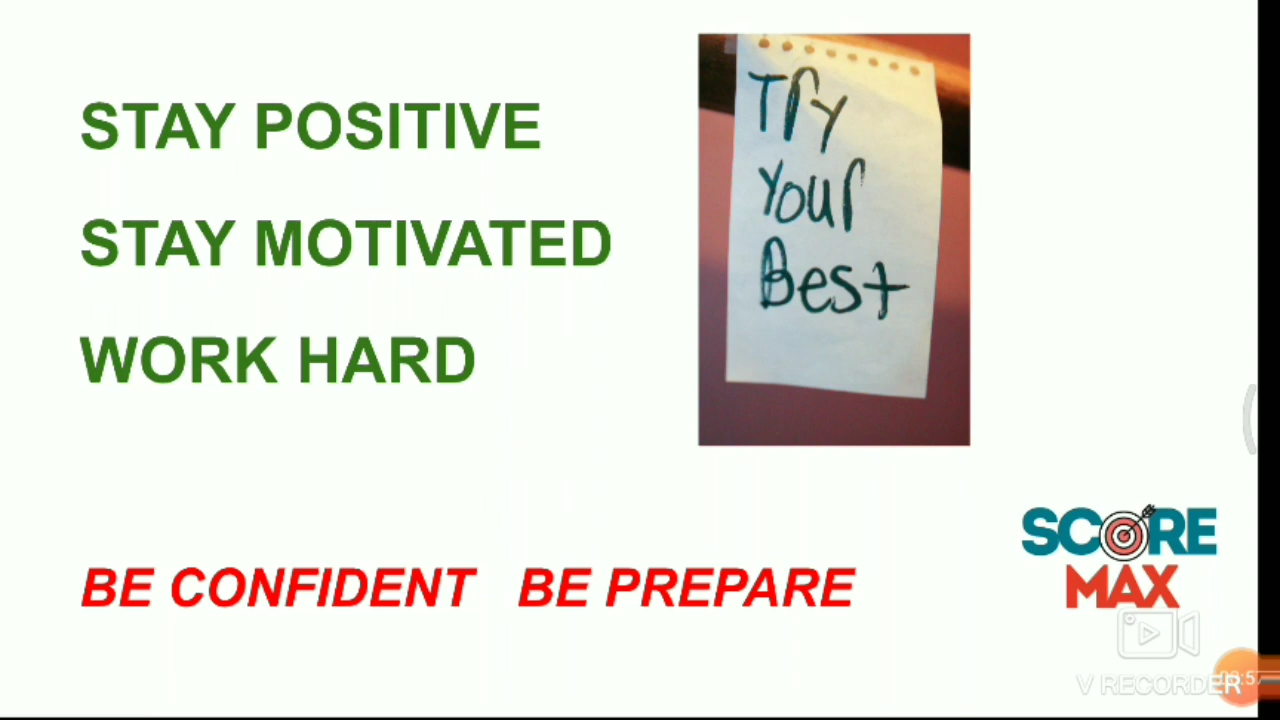 STAY POSITIVE
STAY MOTIVATED
WORK HARD
Try
Your
Best
BE CONFIDENT BE PREPARE
SCORE
MAX
V RECORDER